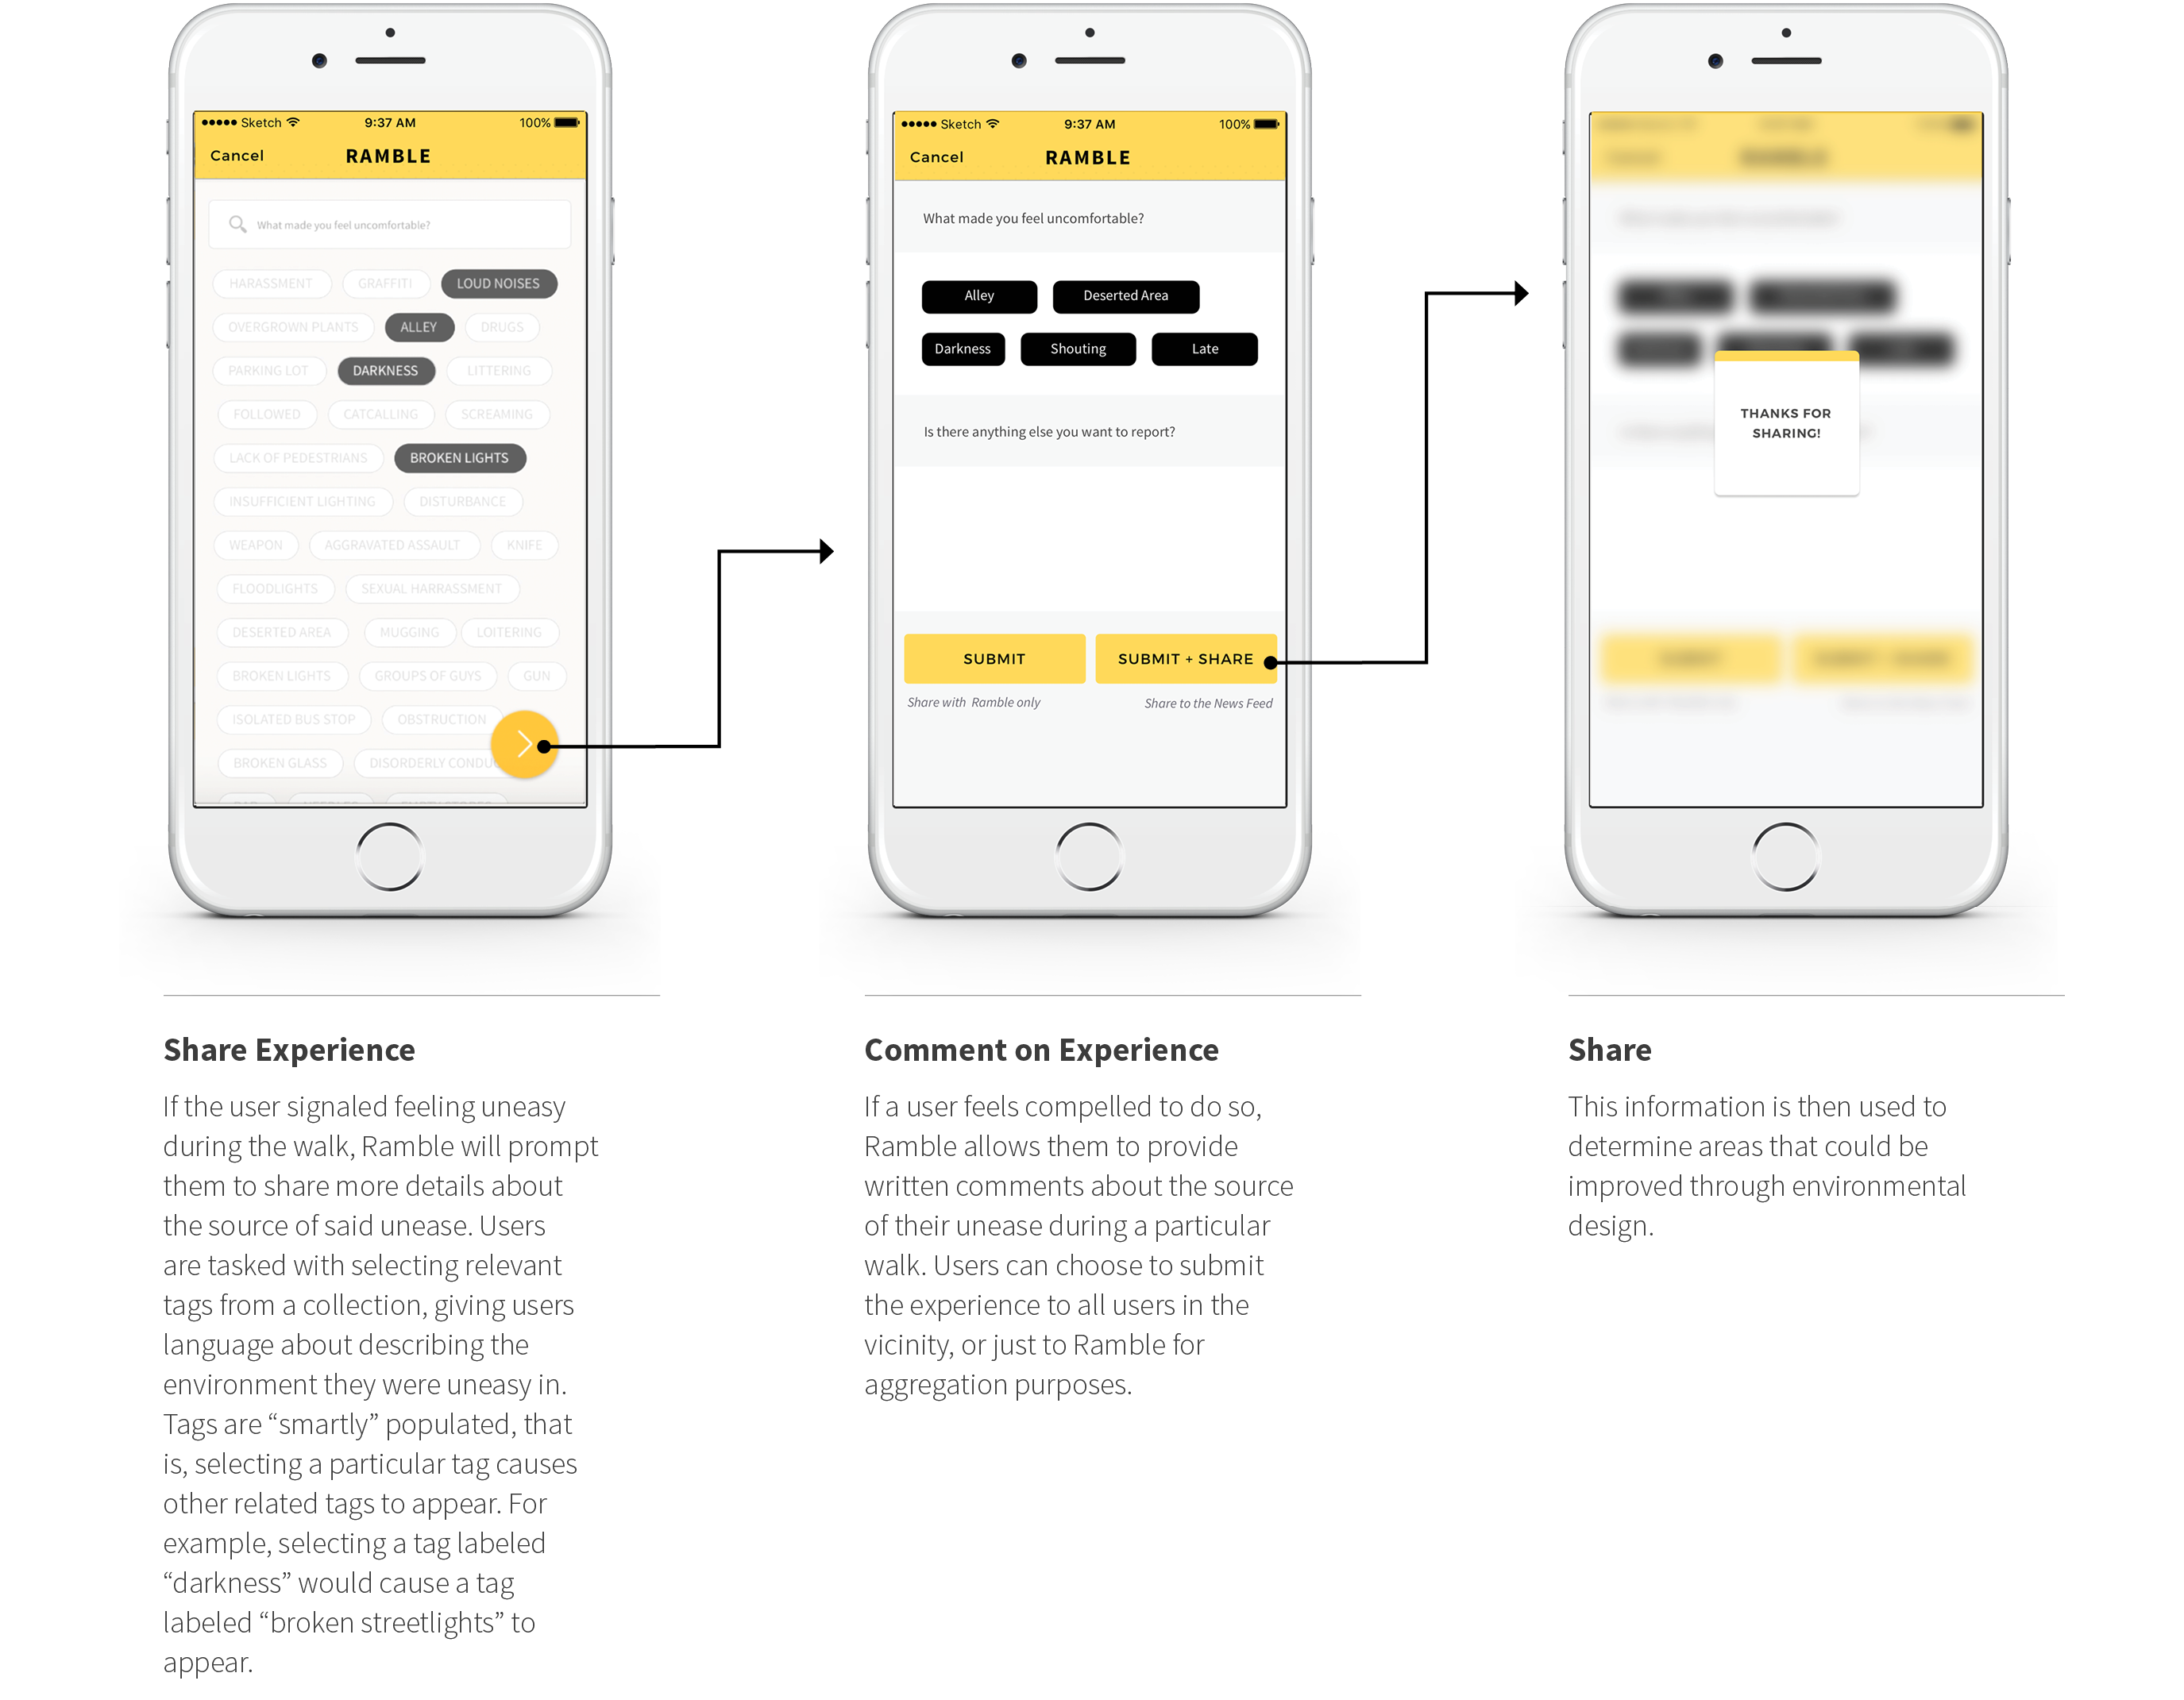 Sketch 9:37 AM 100%
Cancel RAMBLE
What made you feel uncomfortable?
HARASSMENT GRAFFITI LOUD NOISES
OVERGROWN PLANTS ALLEY DRUGS
PARKING LOT DARKNESS LITTERING
FOLLOWED CATCALLING SCREAMING
LACK OF PEDESTRIANS BROKEN LIGHTS
INSUFFICIENT LIGHTING DISTURBANCE
WEAPON AGGRAVATED ASSAULT KNIFE
FLOODLIGHTS SEXUAL HARRASSMENT
DESERTED AREA MUGGING LOITERING
BROKEN LIGHTS GROUPS OF GUYS GUN
ISOLATED BUS STOP OBSTRUCTION
BROKEN GLASS DISORDERLY CONDUC
Share Experience
If the user signaled feeling uneasy
during the walk, Ramble will prompt
them to share more details about
the source of said unease. Users
are tasked with selecting relevant
tags from a collection, giving users
language about describing the
environment they were uneasy in.
Tags are “smartly” populated, that
is, selecting a particular tag causes
other related tags to appear. For
example, selecting a tag labeled
“darkness” would cause a tag
labeled “broken streetlights” to
appear.
Sketch 9:37 AM 100%
Cancel RAMBLE
What made you feel uncomfortable?
Alley Deserted Area
Darkness Shouting Late
Is there anything else you want to report?
SUBMIT SUBMIT + SHARE
Share with Ramble only Share to the News Feed
Comment on Experience
If a user feels compelled to do so,
Ramble allows them to provide
written comments about the source
of their unease during a particular
walk. Users can choose to submit
the experience to all users in the
vicinity, or just to Ramble for
aggregation purposes.
THANKS FOR
SHARING!
Share
This information is then used to
determine areas that could be
improved through environmental
design.